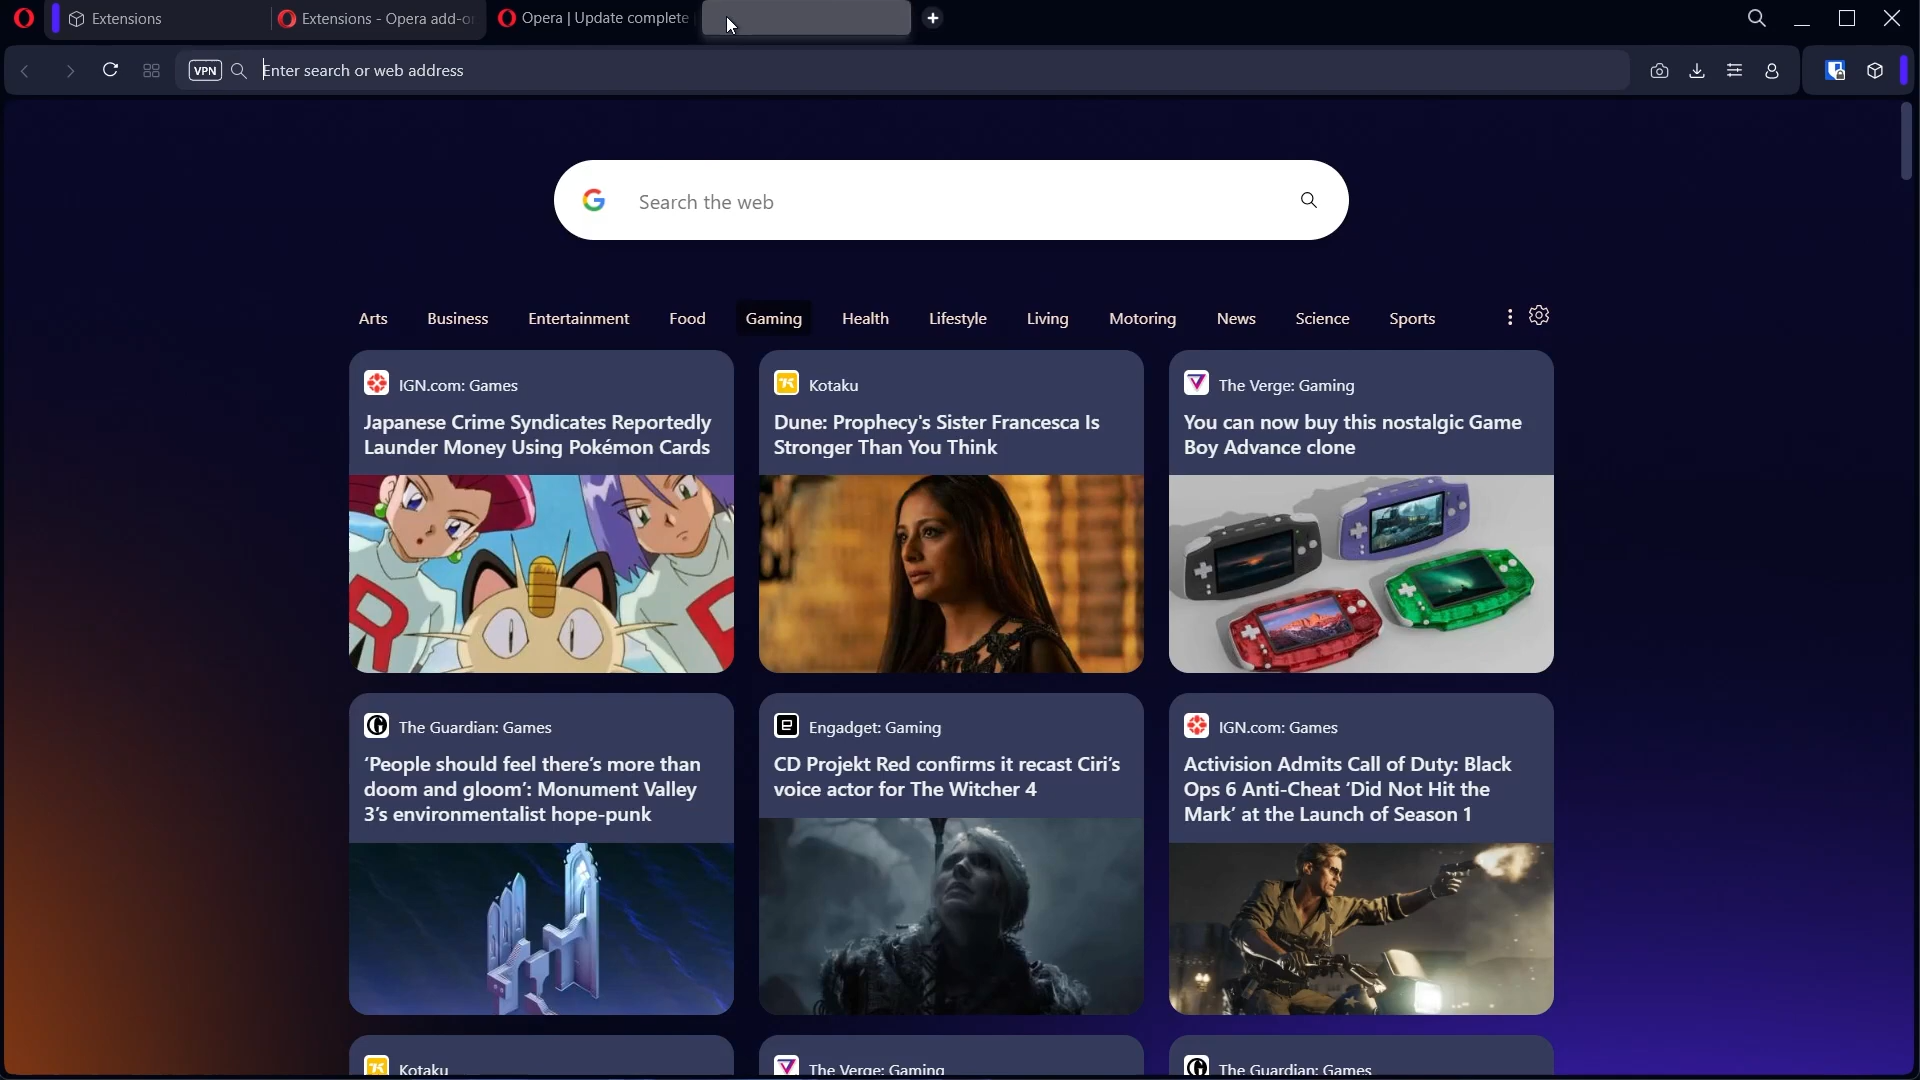 Extensions
Extensions - Opera add-o
Opera | Update complete
VPN
Enter search or web address
Search the web
Arts Business Entertainment Food Gaming Health Lifestyle Living Motoring News Science Sports
IGN.com: Games
Japanese Crime Syndicates Reportedly
Launder Money Using Pokémon Cards
R
Kotaku
Dune: Prophecy's Sister Francesca Is
Stronger Than You Think
The Verge: Gaming
You can now buy this nostalgic Game
Boy Advance clone
The Guardian: Games
‘People should feel there’s more than
doom and gloom’: Monument Valley
3’s environmentalist hope-punk
Engadget: Gaming
CD Projekt Red confirms it recast Ciri’s
voice actor for The Witcher 4
IGN.com: Games
Activision Admits Call of Duty: Black
Ops 6 Anti-Cheat ‘Did Not Hit the
Mark’ at the Launch of Season 1
Kotaku
The Verge: Gaming
The Guardian: Games